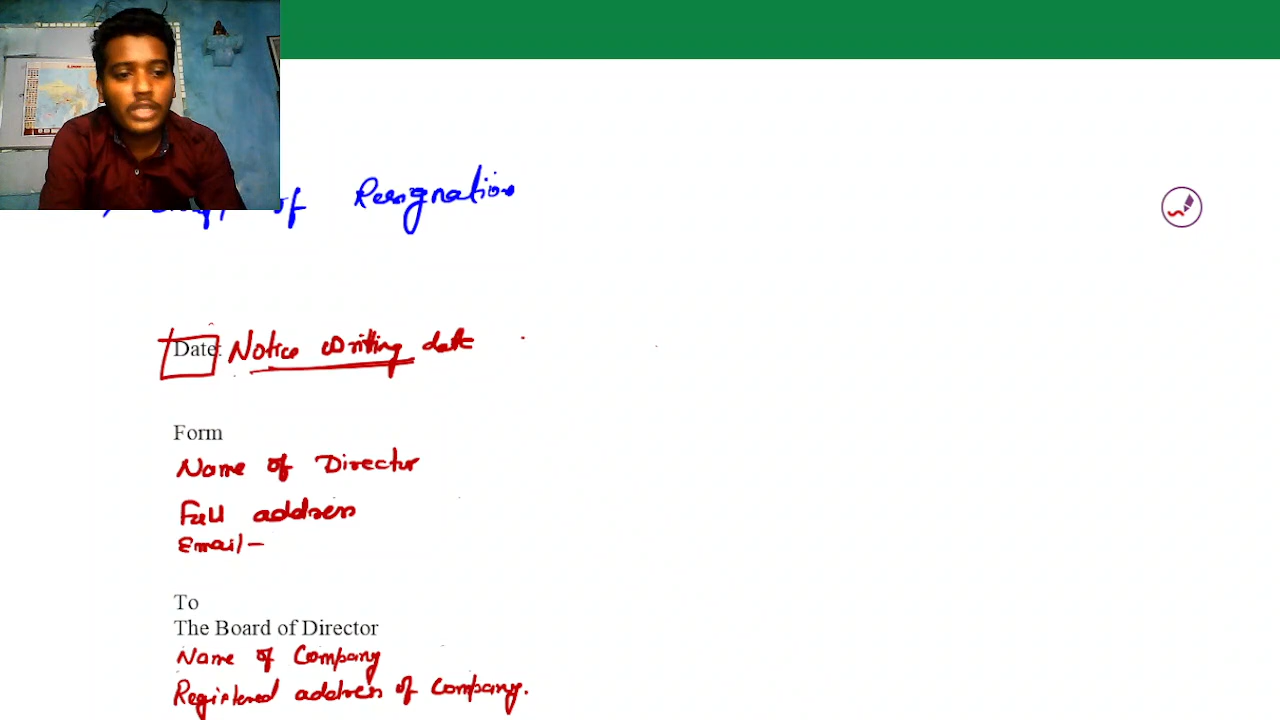 of Resignation
Date: Notice writing date
Form
Name of Director
Full address
Email-
To
The Board of Director
Name of Company
Registered address of Company.